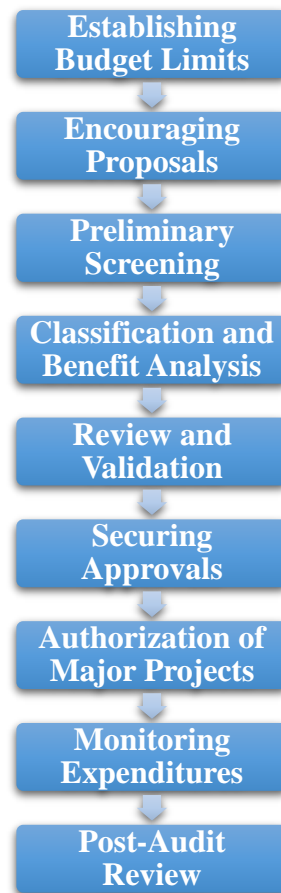 Establishing
Budget Limits
Encouraging
Proposals
Preliminary
Screening
Classification and
Benefit Analysis
Review and
Validation
Securing
Approvals
Authorization of
Major Projects
Monitoring
Expenditures
Post-Audit
Review